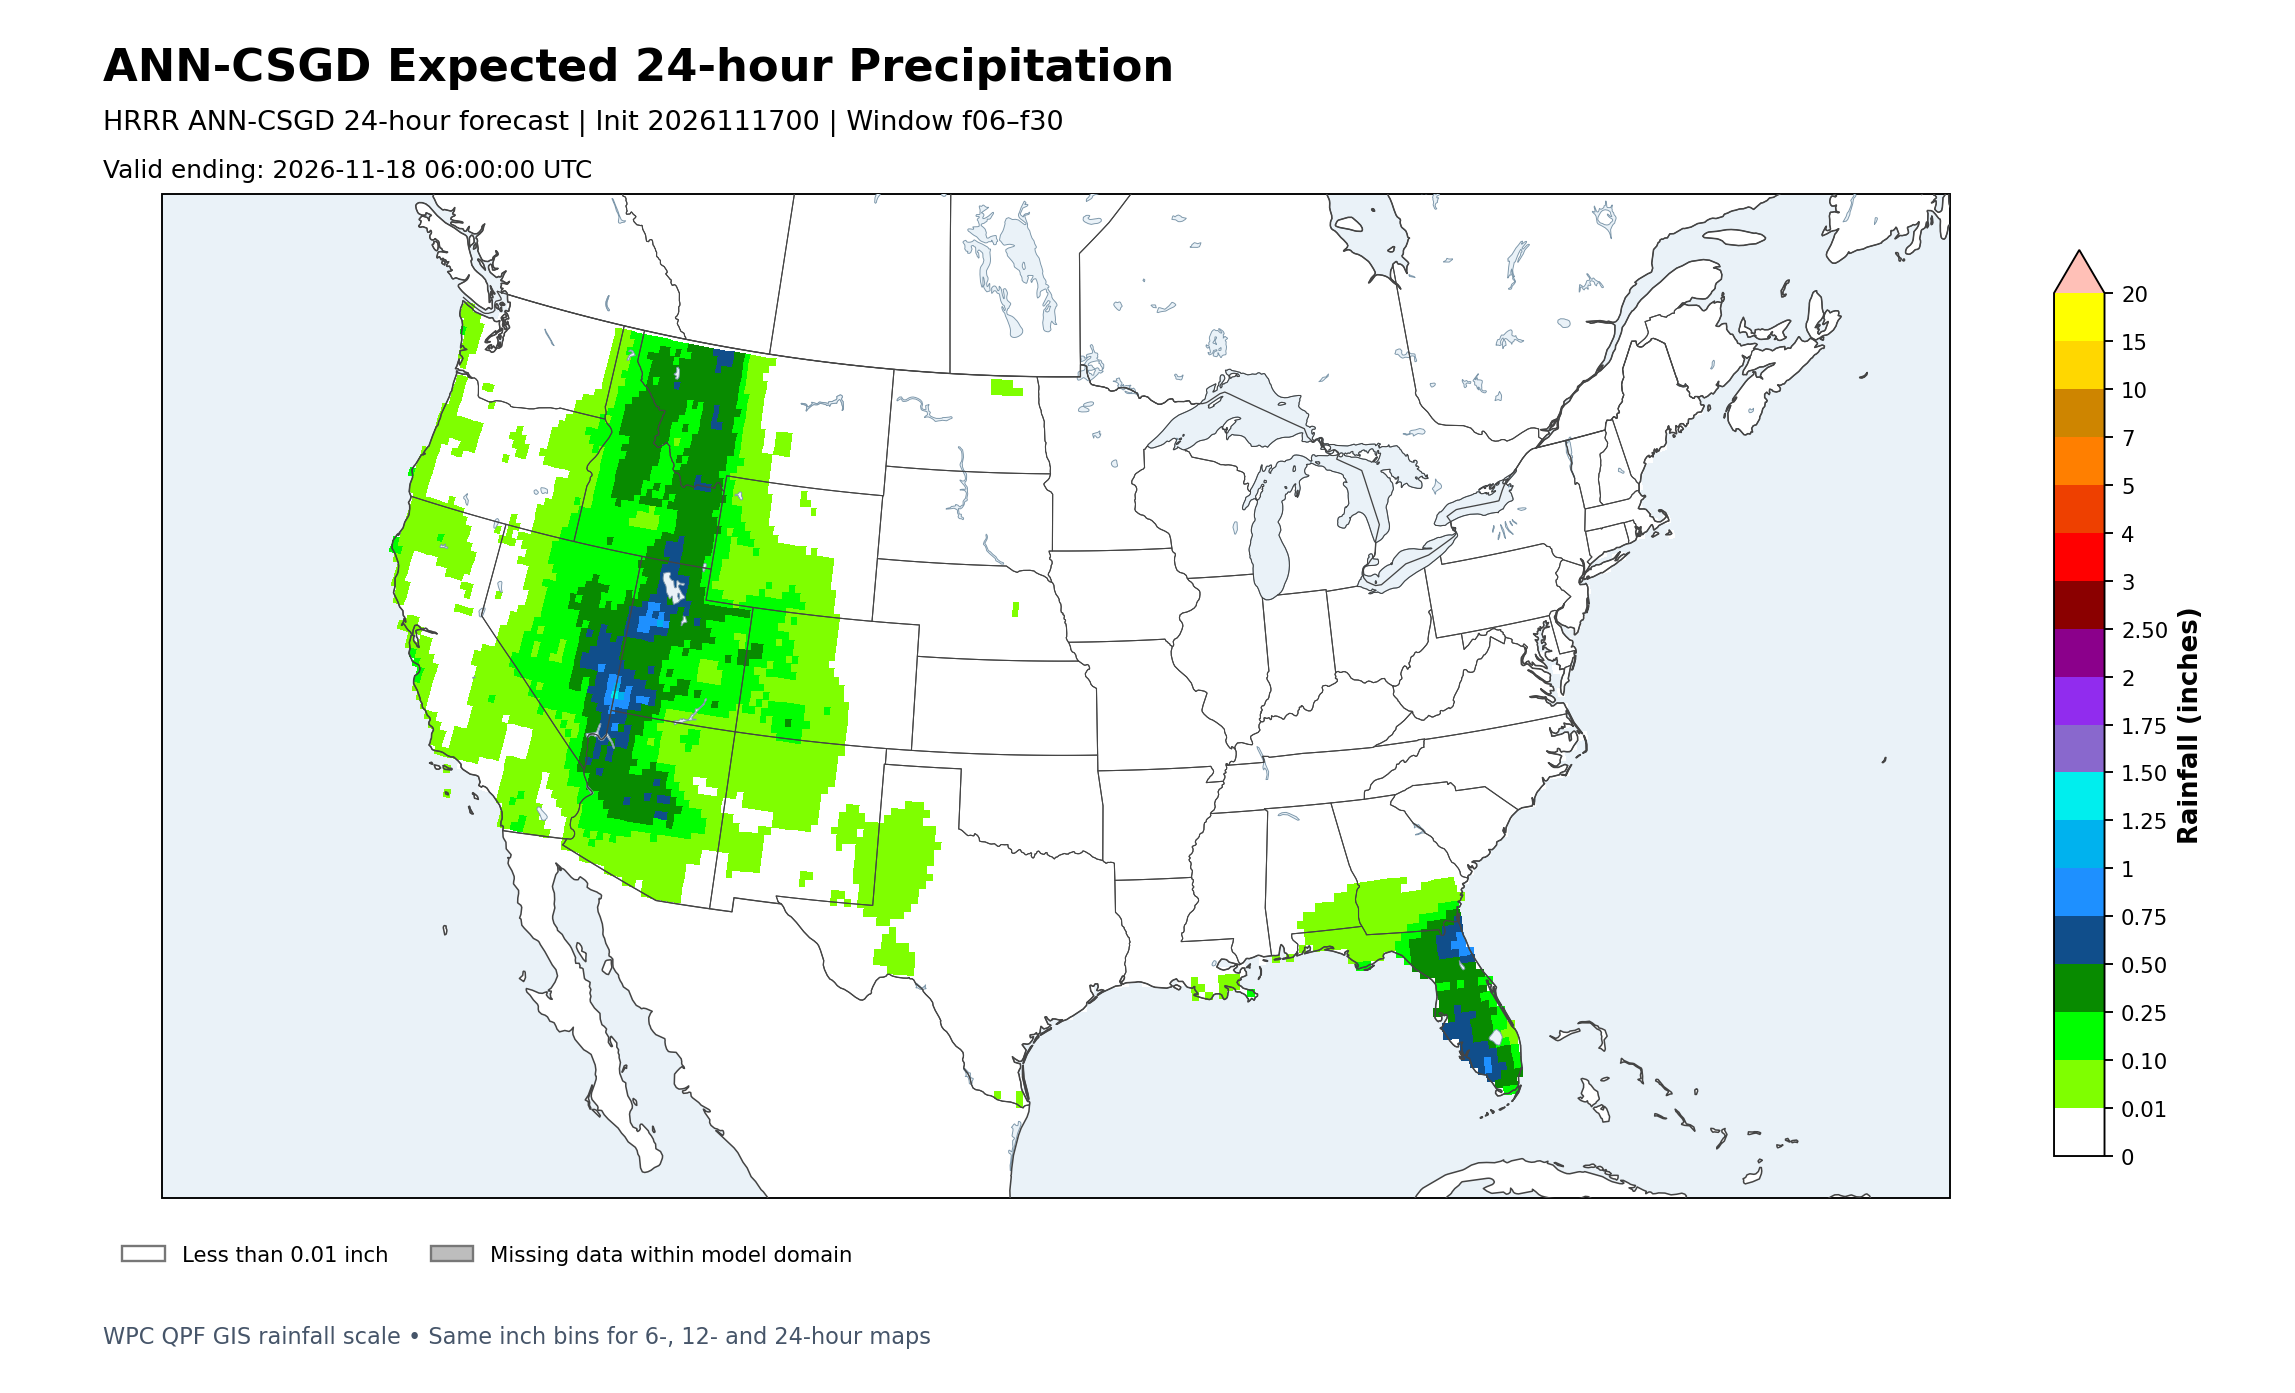 ANN-CSGD Expected 24-hour Precipitation
HRRR ANN-CSGD 24-hour forecast | Init 2026111700 | Window f06–f30
Valid ending: 2026-11-18 06:00:00 UTC
20
15
10
7
5
4
3
2.50
2
1.75
1.50
1.25
1
0.75
0.50
0.25
0.10
0.01
0
Rainfall (inches)
Less than 0.01 inch
Missing data within model domain
WPC QPF GIS rainfall scale • Same inch bins for 6-, 12- and 24-hour maps